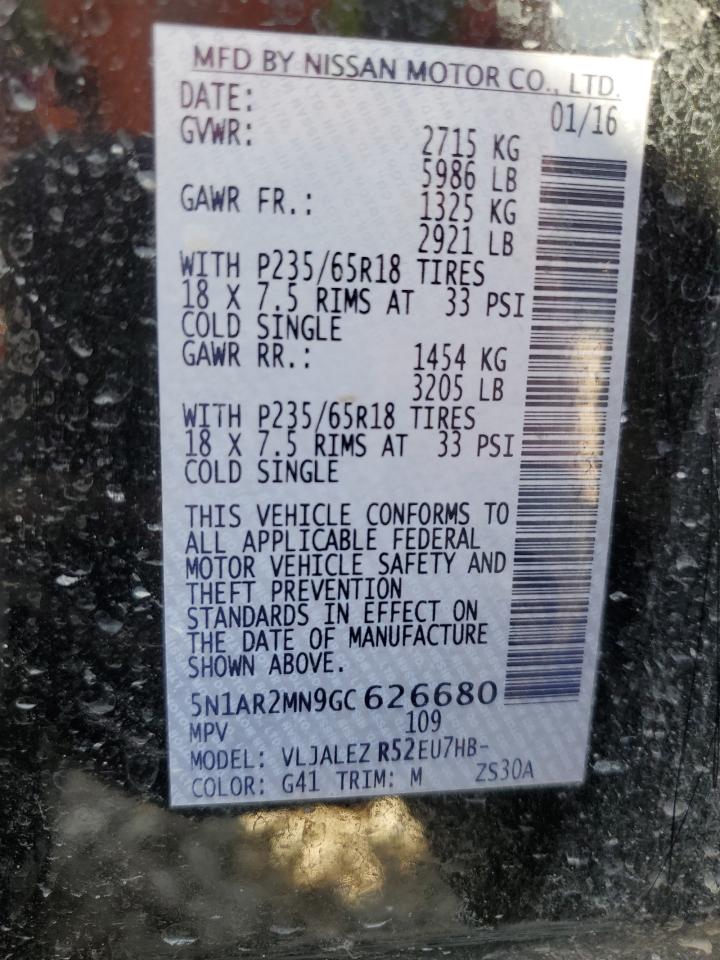 MFD BY NISSAN MOTOR CO., LTD.
DATE: 01/16
GVWR: 2715 KG
5986 LB
GAWR FR.: 1325 KG
2921 LB
WITH P235/65R18 TIRES
18 X 7.5 RIMS AT 33 PSI
COLD SINGLE
GAWR RR.: 1454 KG
3205 LB
WITH P235/65R18 TIRES
18 X 7.5 RIMS AT 33 PSI
COLD SINGLE
THIS VEHICLE CONFORMS TO
ALL APPLICABLE FEDERAL
MOTOR VEHICLE SAFETY AND
THEFT PREVENTION
STANDARDS IN EFFECT ON
THE DATE OF MANUFACTURE
SHOWN ABOVE.
5N1AR2MN9GC626680
MPV 109
MODEL: VLJALEZ R52EU7HB-
COLOR: G41 TRIM: M ZS30A